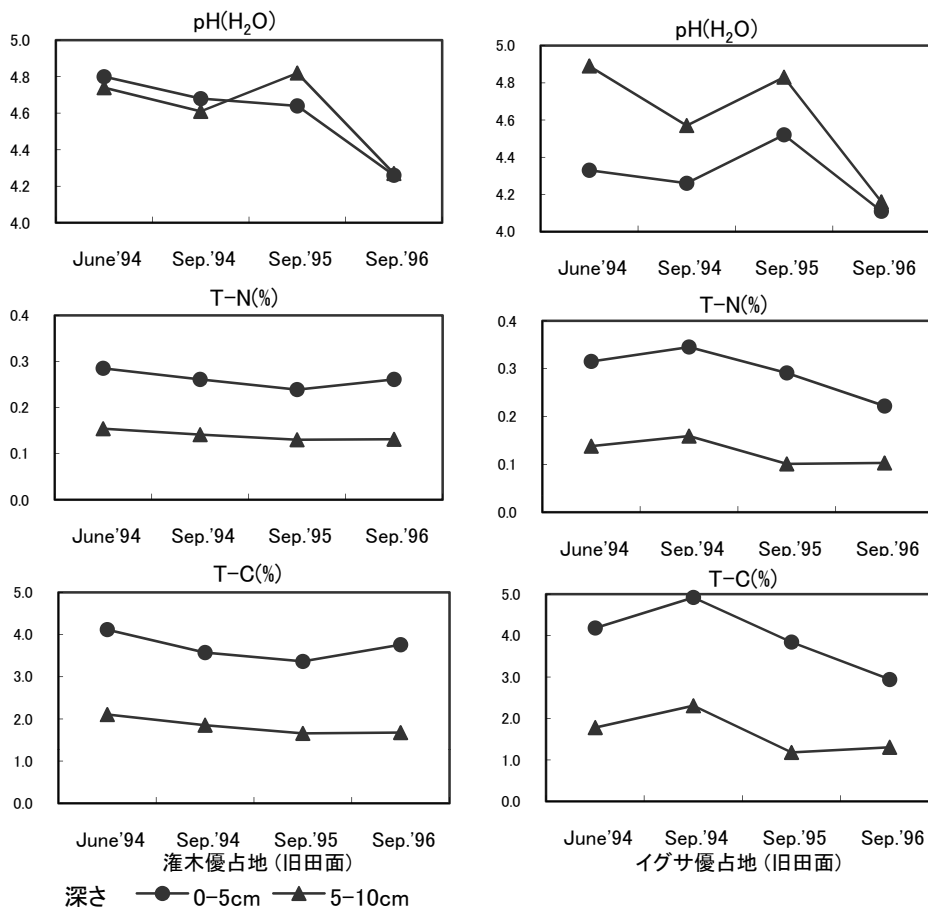 pH(H₂O)
5.0
4.8
4.6
4.4
4.2
4.0
June'94 Sep.'94 Sep.'95 Sep.'96
pH(H₂O)
5.0
4.8
4.6
4.4
4.2
4.0
June'94 Sep.'94 Sep.'95 Sep.'96
T-N(%)
0.4
0.3
0.2
0.1
0.0
June'94 Sep.'94 Sep.'95 Sep.'96
T-N(%)
0.4
0.3
0.2
0.1
0.0
June'94 Sep.'94 Sep.'95 Sep.'96
T-C(%)
5.0
4.0
3.0
2.0
1.0
0.0
June'94 Sep.'94 Sep.'95 Sep.'96
潅木優占地 (旧田面)
T-C(%)
5.0
4.0
3.0
2.0
1.0
0.0
June'94 Sep.'94 Sep.'95 Sep.'96
イグサ優占地 (旧田面)
深さ 0-5cm 5-10cm